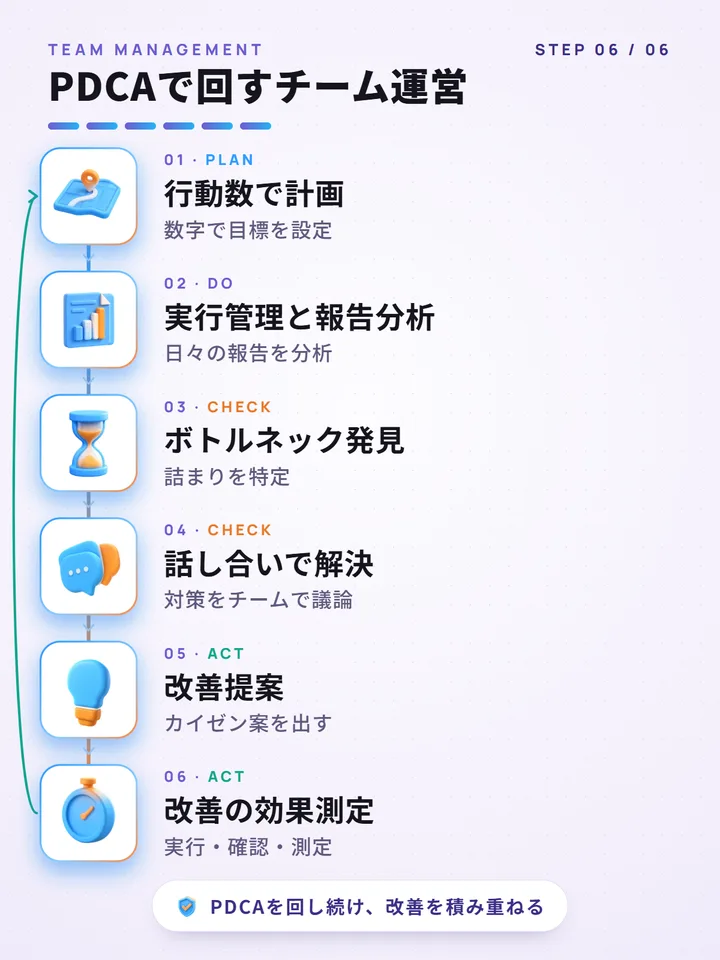 TEAM MANAGEMENT
STEP 06 / 06
PDCAで回すチーム運営
01 · PLAN
行動数で計画
数字で目標を設定
02 · DO
実行管理と報告分析
日々の報告を分析
03 · CHECK
ボトルネック発見
詰まりを特定
04 · CHECK
話し合いで解決
対策をチームで議論
05 · ACT
改善提案
カイゼン案を出す
06 · ACT
改善の効果測定
実行・確認・測定
PDCAを回し続け、改善を積み重ねる